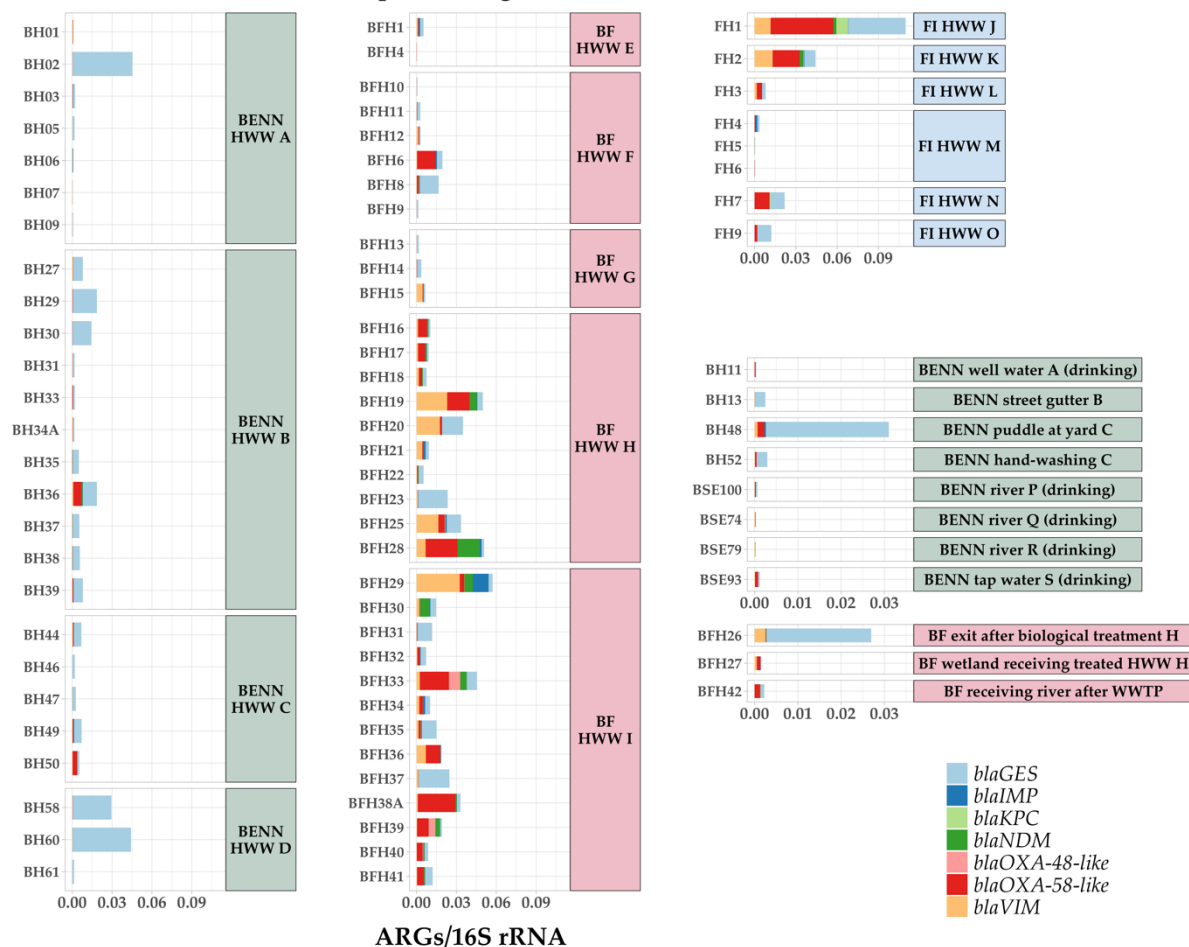 BH01
BH02
BH03
BH05
BH06
BH07
BH09
BENN
HWW A
BH27
BH29
BH30
BH31
BH33
BH34A
BH35
BH36
BH37
BH38
BH39
BENN
HWW B
BH44
BH46
BH47
BH49
BH50
BENN
HWW C
BH58
BH60
BH61
BENN
HWW D
0.00 0.03 0.06 0.09
BFH1
BFH4
BF
HWW E
BFH10
BFH11
BFH12
BFH6
BFH8
BFH9
BF
HWW F
BFH13
BFH14
BFH15
BF
HWW G
BFH16
BFH17
BFH18
BFH19
BFH20
BFH21
BFH22
BFH23
BFH25
BFH28
BF
HWW H
BFH29
BFH30
BFH31
BFH32
BFH33
BFH34
BFH35
BFH36
BFH37
BFH38A
BFH39
BFH40
BFH41
BF
HWW I
0.00 0.03 0.06 0.09
ARGs/16S rRNA
FH1 FI HWW J
FH2 FI HWW K
FH3 FI HWW L
FH4
FH5
FH6
FI HWW M
FH7 FI HWW N
FH9 FI HWW O
0.00 0.03 0.06 0.09
BH11 BENN well water A (drinking)
BH13 BENN street gutter B
BH48 BENN puddle at yard C
BH52 BENN hand-washing C
BSE100 BENN river P (drinking)
BSE74 BENN river Q (drinking)
BSE79 BENN river R (drinking)
BSE93 BENN tap water S (drinking)
0.00 0.01 0.02 0.03
BFH26 BF exit after biological treatment H
BFH27 BF wetland receiving treated HWW H
BFH42 BF receiving river after WWTP
0.00 0.01 0.02 0.03
blaGES
blaIMP
blaKPC
blaNDM
blaOXA-48-like
blaOXA-58-like
blaVIM